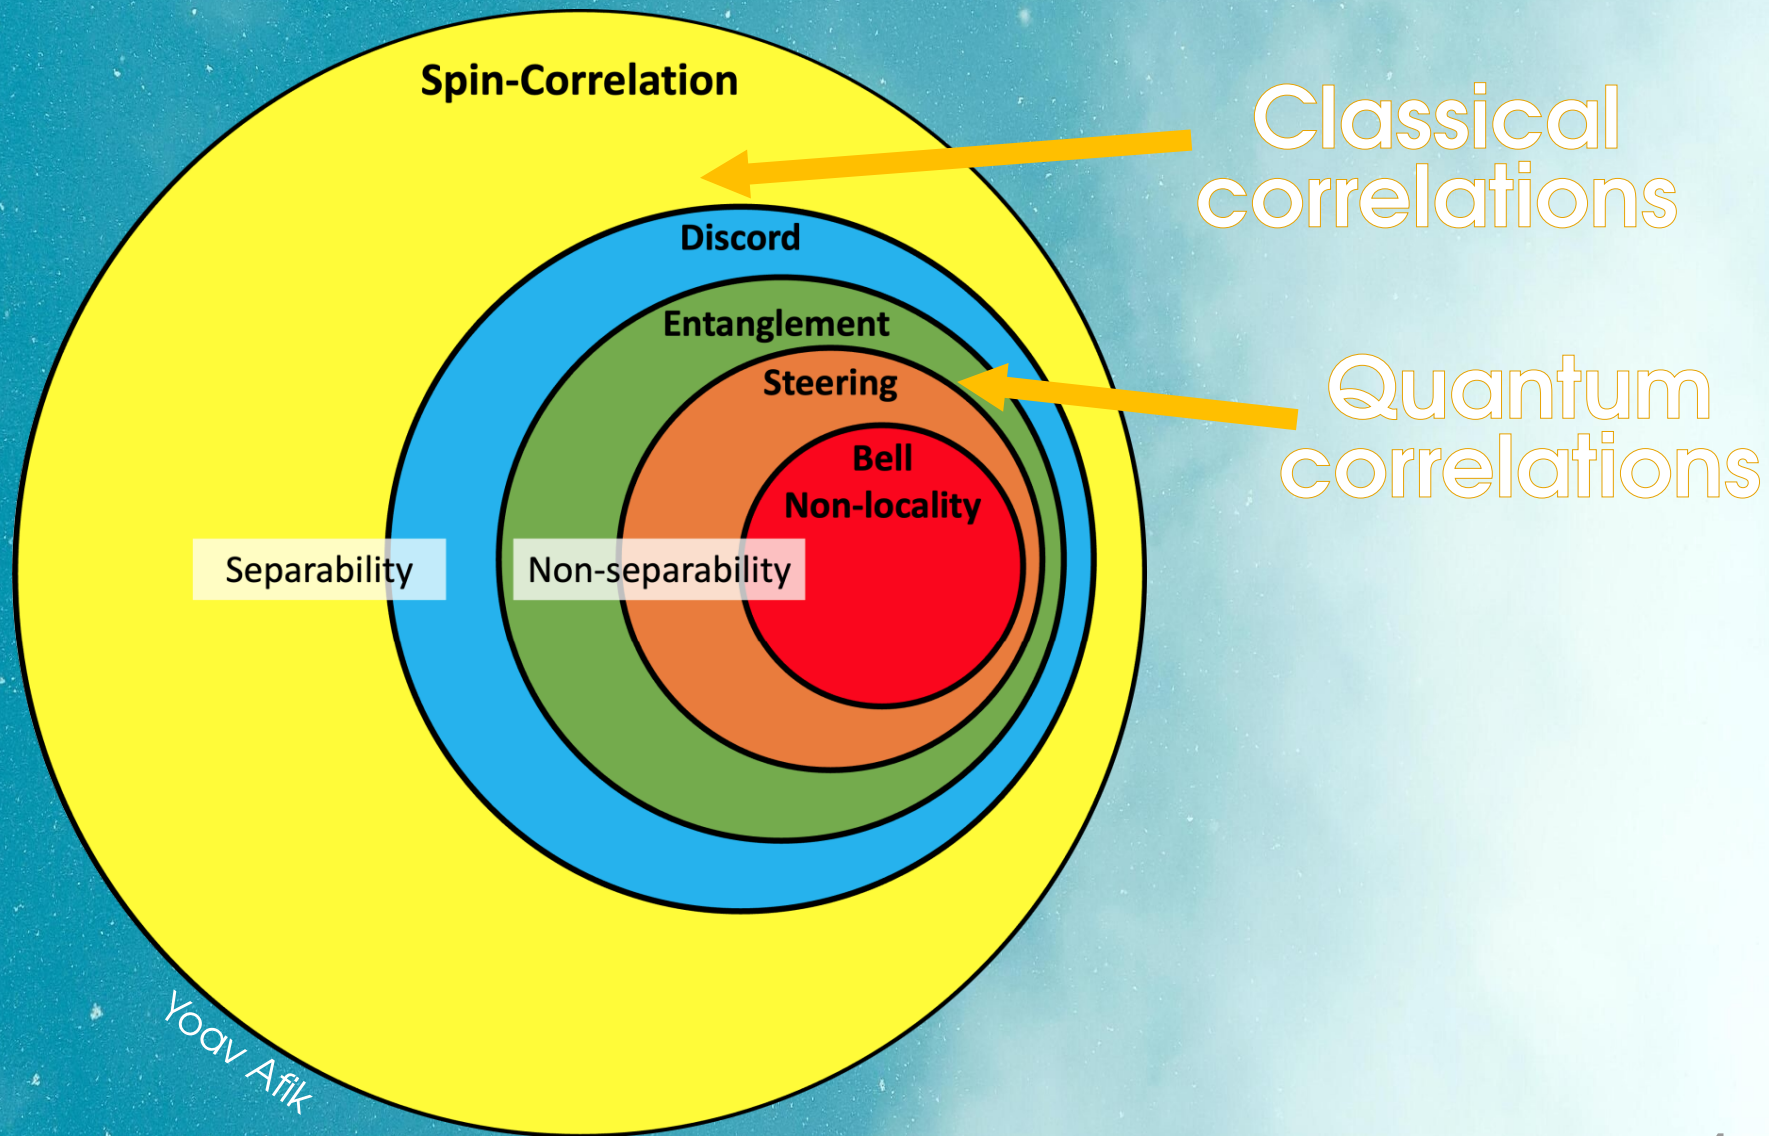 Spin-Correlation
Classical
correlations
Discord
Entanglement
Steering
Quantum
correlations
Bell
Non-locality
Separability
Non-separability
Yoav Afik